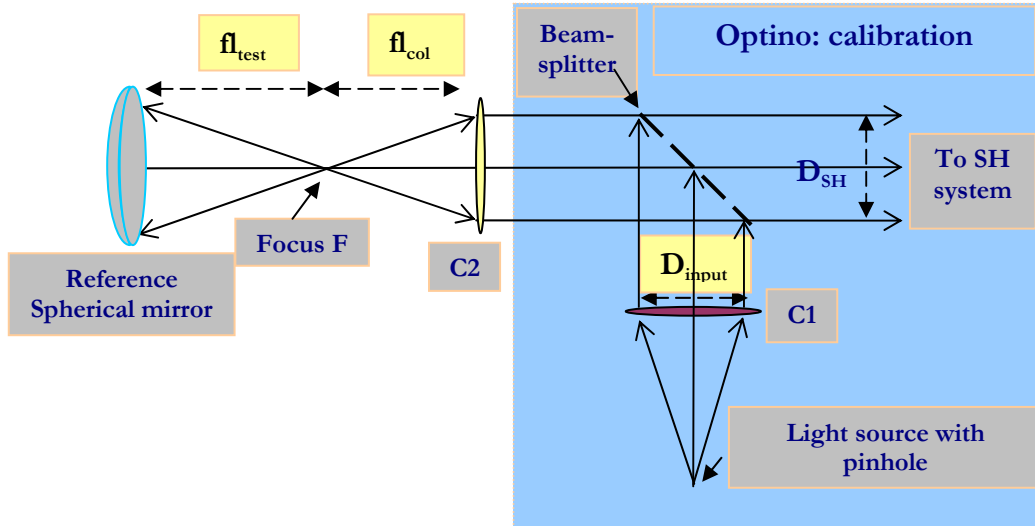 fl_test
fl_col
Beam-
splitter
Optino: calibration
D_SH
To SH
system
Focus F
C2
D_input
Reference
Spherical mirror
C1
Light source with
pinhole